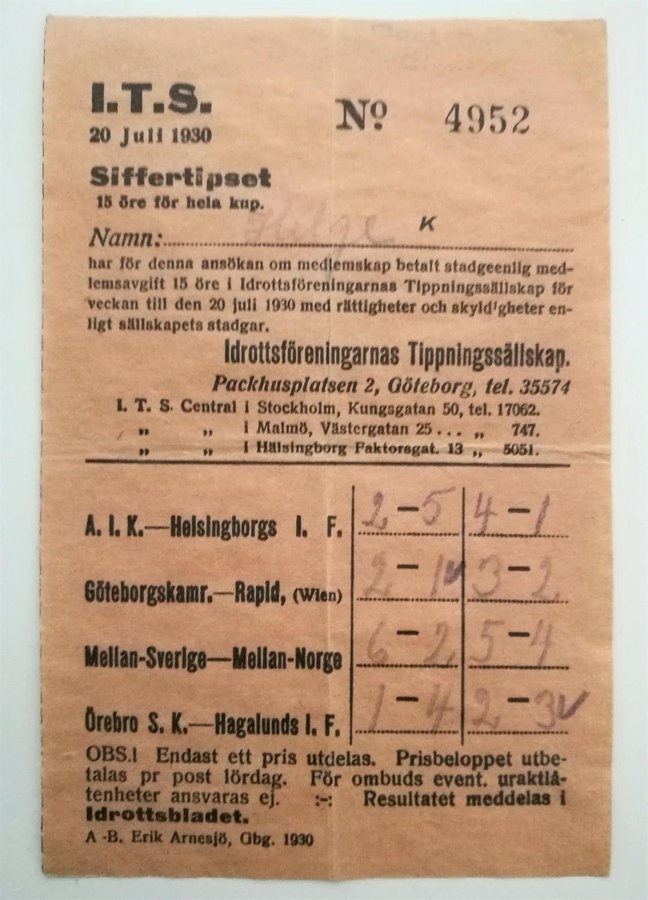 I.T.S.
20 Juli 1930
No 4952
Siffertipset
15 öre för hela kup.
Namn: Helge K
har för denna ansökan om medlemskap betalt stadgeenlig med-
lemsavgift 15 öre i Idrottsföreningarnas Tippningssällskap för
veckan till den 20 juli 1930 med rättigheter och skyldigheter en-
ligt sällskapets stadgar.
Idrottsföreningarnas Tippningssällskap.
Packhusplatsen 2, Göteborg, tel. 35574
I. T. S. Central i Stockholm, Kungsgatan 50, tel. 17062.
„ „ i Malmö, Västergatan 25 ... „ 747.
„ „ i Hälsingborg Faktorsgat. 13 „ 5051.
A. I. K.—Helsingborgs I. F. 2 – 5 4 – 1
Göteborgskamr.—Rapid, (Wien) 2 – 1 ✓ 3 – 2
Mellan-Sverige—Mellan-Norge 6 – 2 5 – 4
Örebro S. K.—Hagalunds I. F. 1 – 4 2 – 3 ✓
OBS.! Endast ett pris utdelas. Prisbeloppet utbe-
talas pr post lördag. För ombuds event. uraktlå-
tenheter ansvaras ej. :-: Resultatet meddelas i
Idrottsbladet.
A.-B. Erik Arnesjö, Gbg. 1930